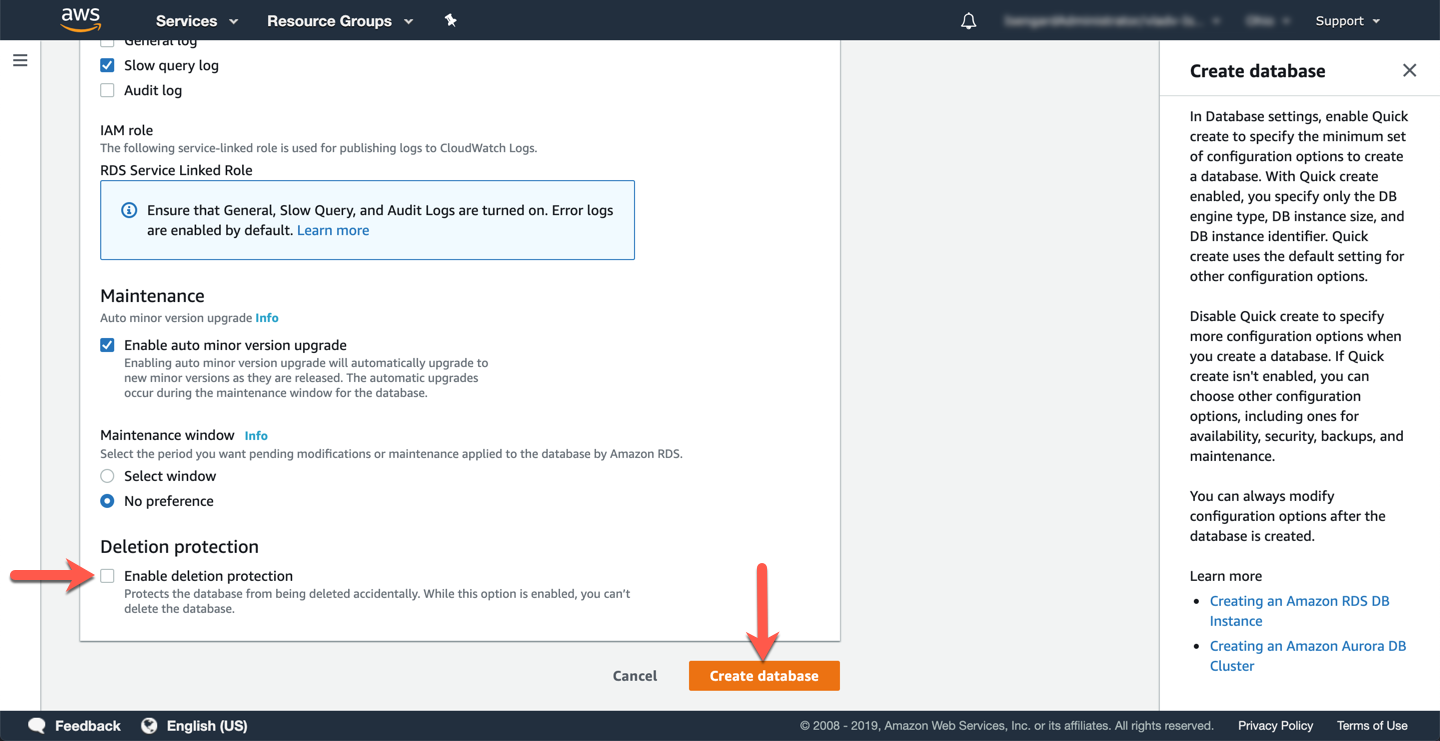 aws
Services
Resource Groups
Support
General log
Slow query log
Audit log
IAM role
The following service-linked role is used for publishing logs to CloudWatch Logs.
RDS Service Linked Role
Ensure that General, Slow Query, and Audit Logs are turned on. Error logs
are enabled by default. Learn more
Maintenance
Auto minor version upgrade Info
Enable auto minor version upgrade
Enabling auto minor version upgrade will automatically upgrade to
new minor versions as they are released. The automatic upgrades
occur during the maintenance window for the database.
Maintenance window Info
Select the period you want pending modifications or maintenance applied to the database by Amazon RDS.
Select window
No preference
Deletion protection
Enable deletion protection
Protects the database from being deleted accidentally. While this option is enabled, you can't
delete the database.
Cancel
Create database
Create database
In Database settings, enable Quick
create to specify the minimum set
of configuration options to create
a database. With Quick create
enabled, you specify only the DB
engine type, DB instance size, and
DB instance identifier. Quick
create uses the default setting for
other configuration options.
Disable Quick create to specify
more configuration options when
you create a database. If Quick
create isn't enabled, you can
choose other configuration
options, including ones for
availability, security, backups, and
maintenance.
You can always modify
configuration options after the
database is created.
Learn more
Creating an Amazon RDS DB
Instance
Creating an Amazon Aurora DB
Cluster
Feedback
English (US)
© 2008 - 2019, Amazon Web Services, Inc. or its affiliates. All rights reserved.
Privacy Policy
Terms of Use